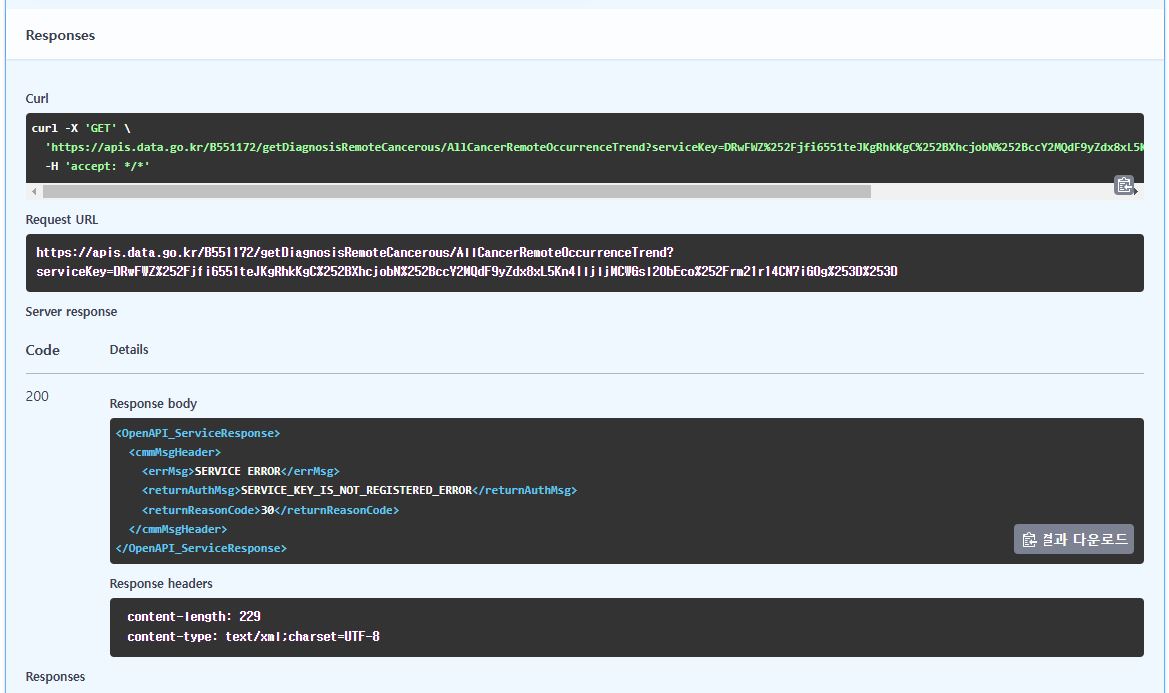 Responses
Curl
curl -X 'GET' \
'https://apis.data.go.kr/B551172/getDiagnosisRemoteCancerous/AllCancerRemoteOccurrenceTrend?serviceKey=DRwFWZ%252Fjfi6551teJKgRhkKgC%252BXhcjobN%252BccY2MQdF9yZdx8xL5K
-H 'accept: */*'
Request URL
https://apis.data.go.kr/B551172/getDiagnosisRemoteCancerous/AllCancerRemoteOccurrenceTrend?
serviceKey=DRwFWZ%252Fjfi6551teJKgRhkKgC%252BXhcjobN%252BccY2MQdF9yZdx8xL5Kn4IljljMCWGsl2ObEco%252Frm21r14CN7i6Og%253D%253D
Server response
Code Details
200
Response body
<OpenAPI_ServiceResponse>
<cmmMsgHeader>
<errMsg>SERVICE ERROR</errMsg>
<returnAuthMsg>SERVICE_KEY_IS_NOT_REGISTERED_ERROR</returnAuthMsg>
<returnReasonCode>30</returnReasonCode>
</cmmMsgHeader>
</OpenAPI_ServiceResponse>
결과 다운로드
Response headers
content-length: 229
content-type: text/xml;charset=UTF-8
Responses